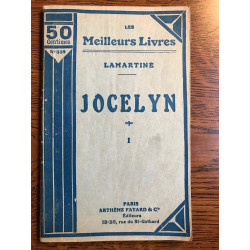 LES
50
Centimes
Meilleurs Livres
LAMARTINE
JOCELYN
I
PARIS
ARTHÈME FAYARD & Cie
Éditeurs
18-20, rue du St-Gothard